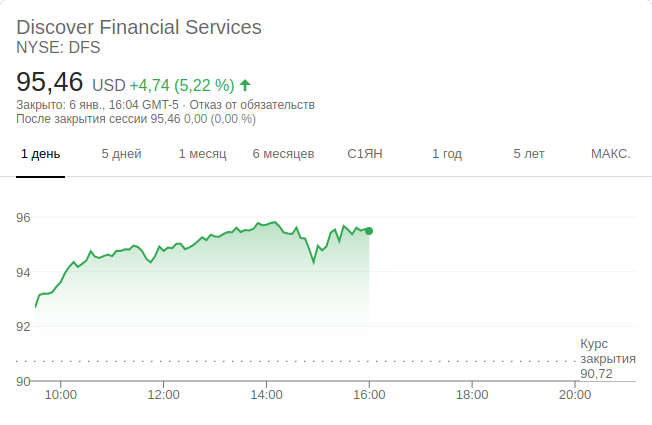 Discover Financial Services
NYSE: DFS
95,46 USD +4,74 (5,22 %)
Закрыто: 6 янв., 16:04 GMT-5 · Отказ от обязательств
После закрытия сессии 95,46 0,00 (0,00 %)
1 день 5 дней 1 месяц 6 месяцев С1ЯН 1 год 5 лет МАКС.
96
94
92
Курс
закрытия
90,72
90
10:00 12:00 14:00 16:00 18:00 20:00